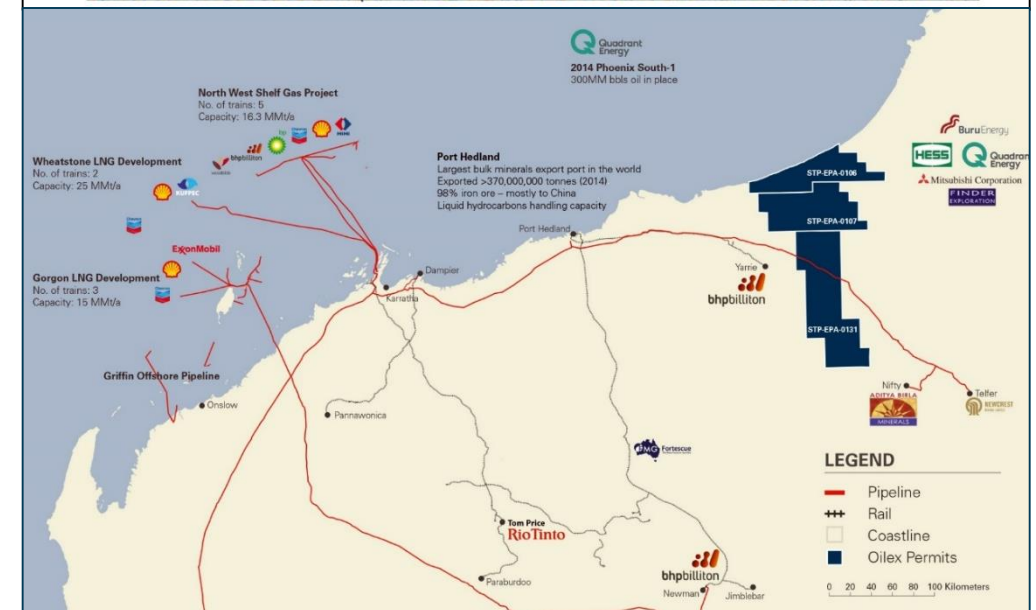 Quadrant
Energy
2014 Phoenix South-1
300MM bbls oil in place
North West Shelf Gas Project
No. of trains: 5
Capacity: 16.3 MMt/a
bp
bhpbilliton
Wheatstone LNG Development
No. of trains: 2
Capacity: 25 MMt/a
KUFPEC
ExxonMobil
Gorgon LNG Development
No. of trains: 3
Capacity: 15 MMt/a
Griffin Offshore Pipeline
Port Hedland
Largest bulk minerals export port in the world
Exported >370,000,000 tonnes (2014)
98% iron ore – mostly to China
Liquid hydrocarbons handling capacity
BuruEnergy
HESS
Quadran
Energy
Mitsubishi Corporation
FINDER
EXPLORATION
STP-EPA-0106
STP-EPA-0107
STP-EPA-0131
Port Hedland
Dampier
Karratha
Yarrie
bhpbilliton
Onslow
Pannawonica
Nifty
ADITYA BIRLA
MINERALS
Telfer
NEWCREST
FMG Fortescue
Tom Price
RioTinto
Paraburdoo
bhpbilliton
Newman
Jimblebar
LEGEND
Pipeline
Rail
Coastline
Oilex Permits
0 20 40 60 80 100 Kilometers